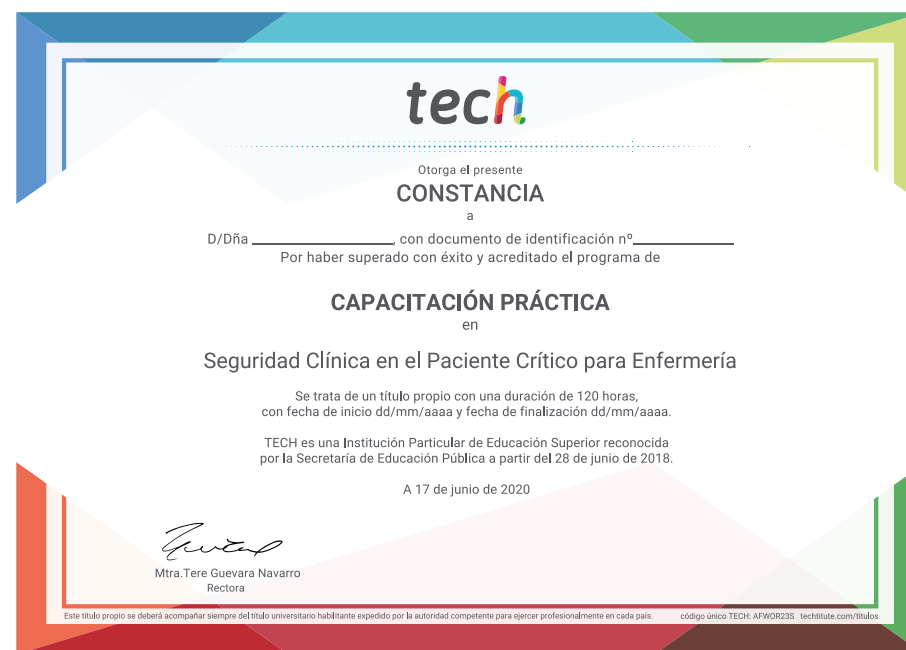 tech
Otorga el presente
CONSTANCIA
a
D/Dña ____________________, con documento de identificación nº______________
Por haber superado con éxito y acreditado el programa de
CAPACITACIÓN PRÁCTICA
en
Seguridad Clínica en el Paciente Crítico para Enfermería
Se trata de un título propio con una duración de 120 horas,
con fecha de inicio dd/mm/aaaa y fecha de finalización dd/mm/aaaa.
TECH es una Institución Particular de Educación Superior reconocida
por la Secretaría de Educación Pública a partir del 28 de junio de 2018.
A 17 de junio de 2020
Mtra.Tere Guevara Navarro
Rectora
Este título propio se deberá acompañar siempre del título universitario habilitante expedido por la autoridad competente para ejercer profesionalmente en cada país. código único TECH: AFWOR23S techtitute.com/titulos